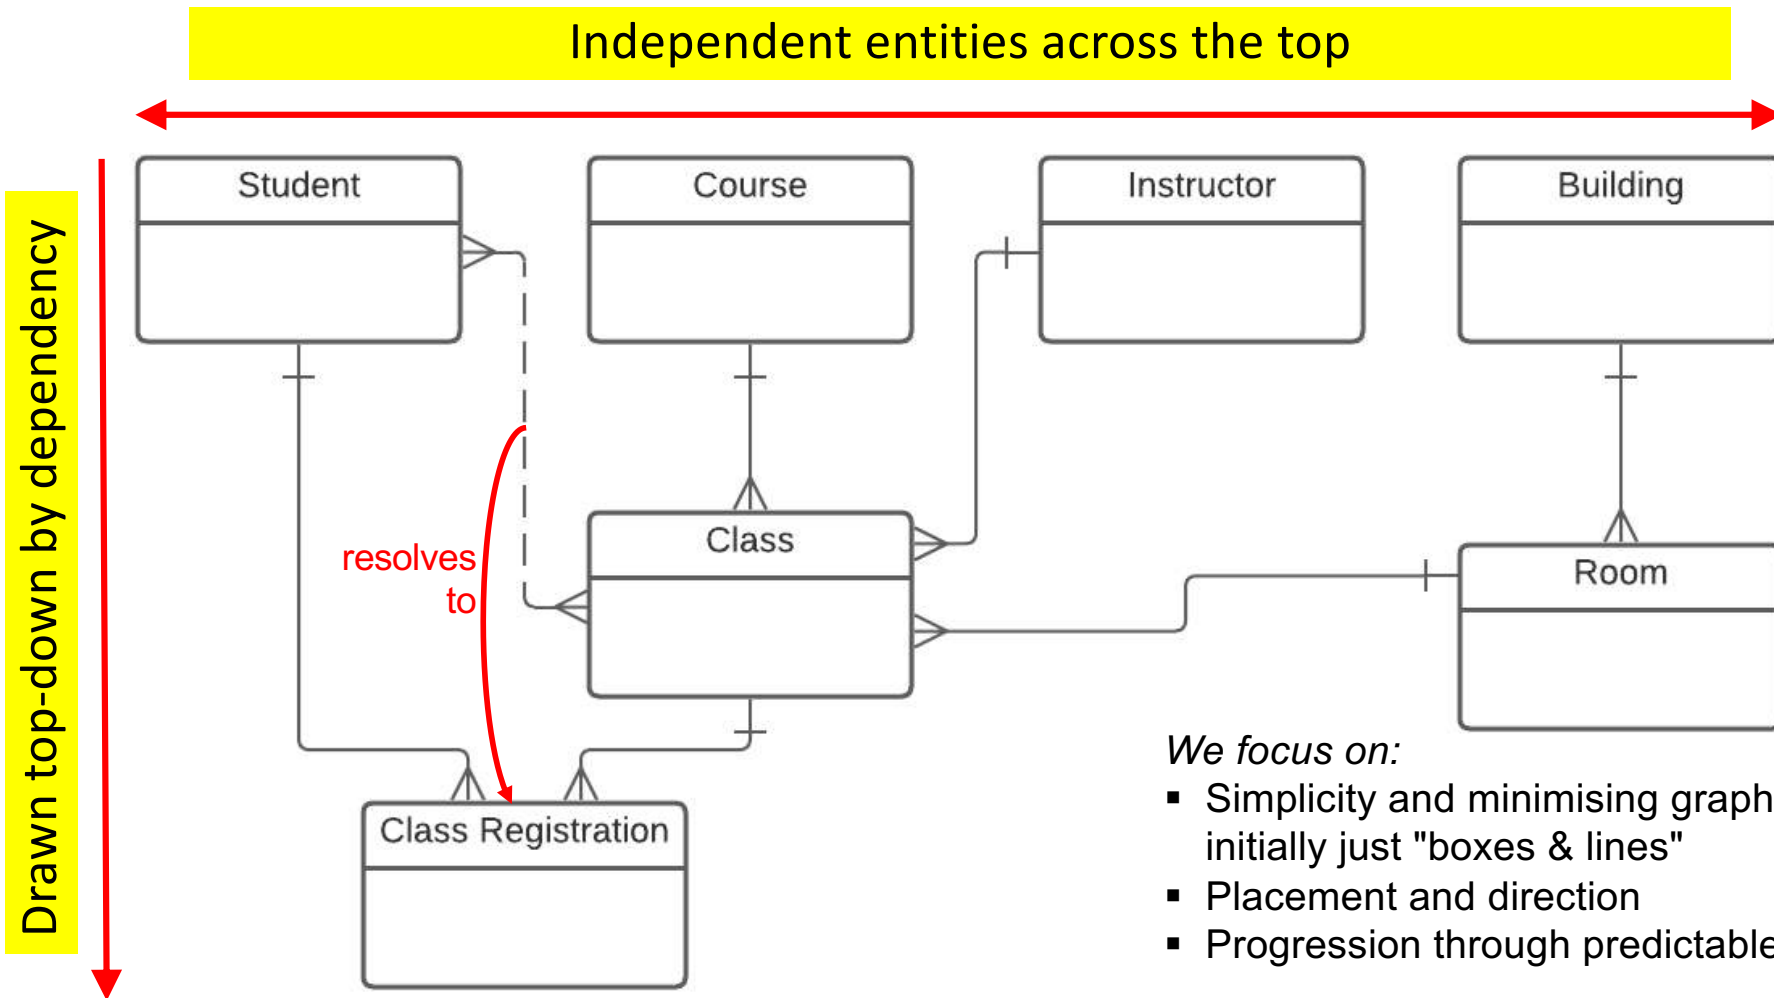 Independent entities across the top
Drawn top-down by dependency
Student
Course
Instructor
Building
resolves
to
Class
Room
Class Registration
We focus on:
▪ Simplicity and minimising graph
initially just "boxes & lines"
▪ Placement and direction
▪ Progression through predictable